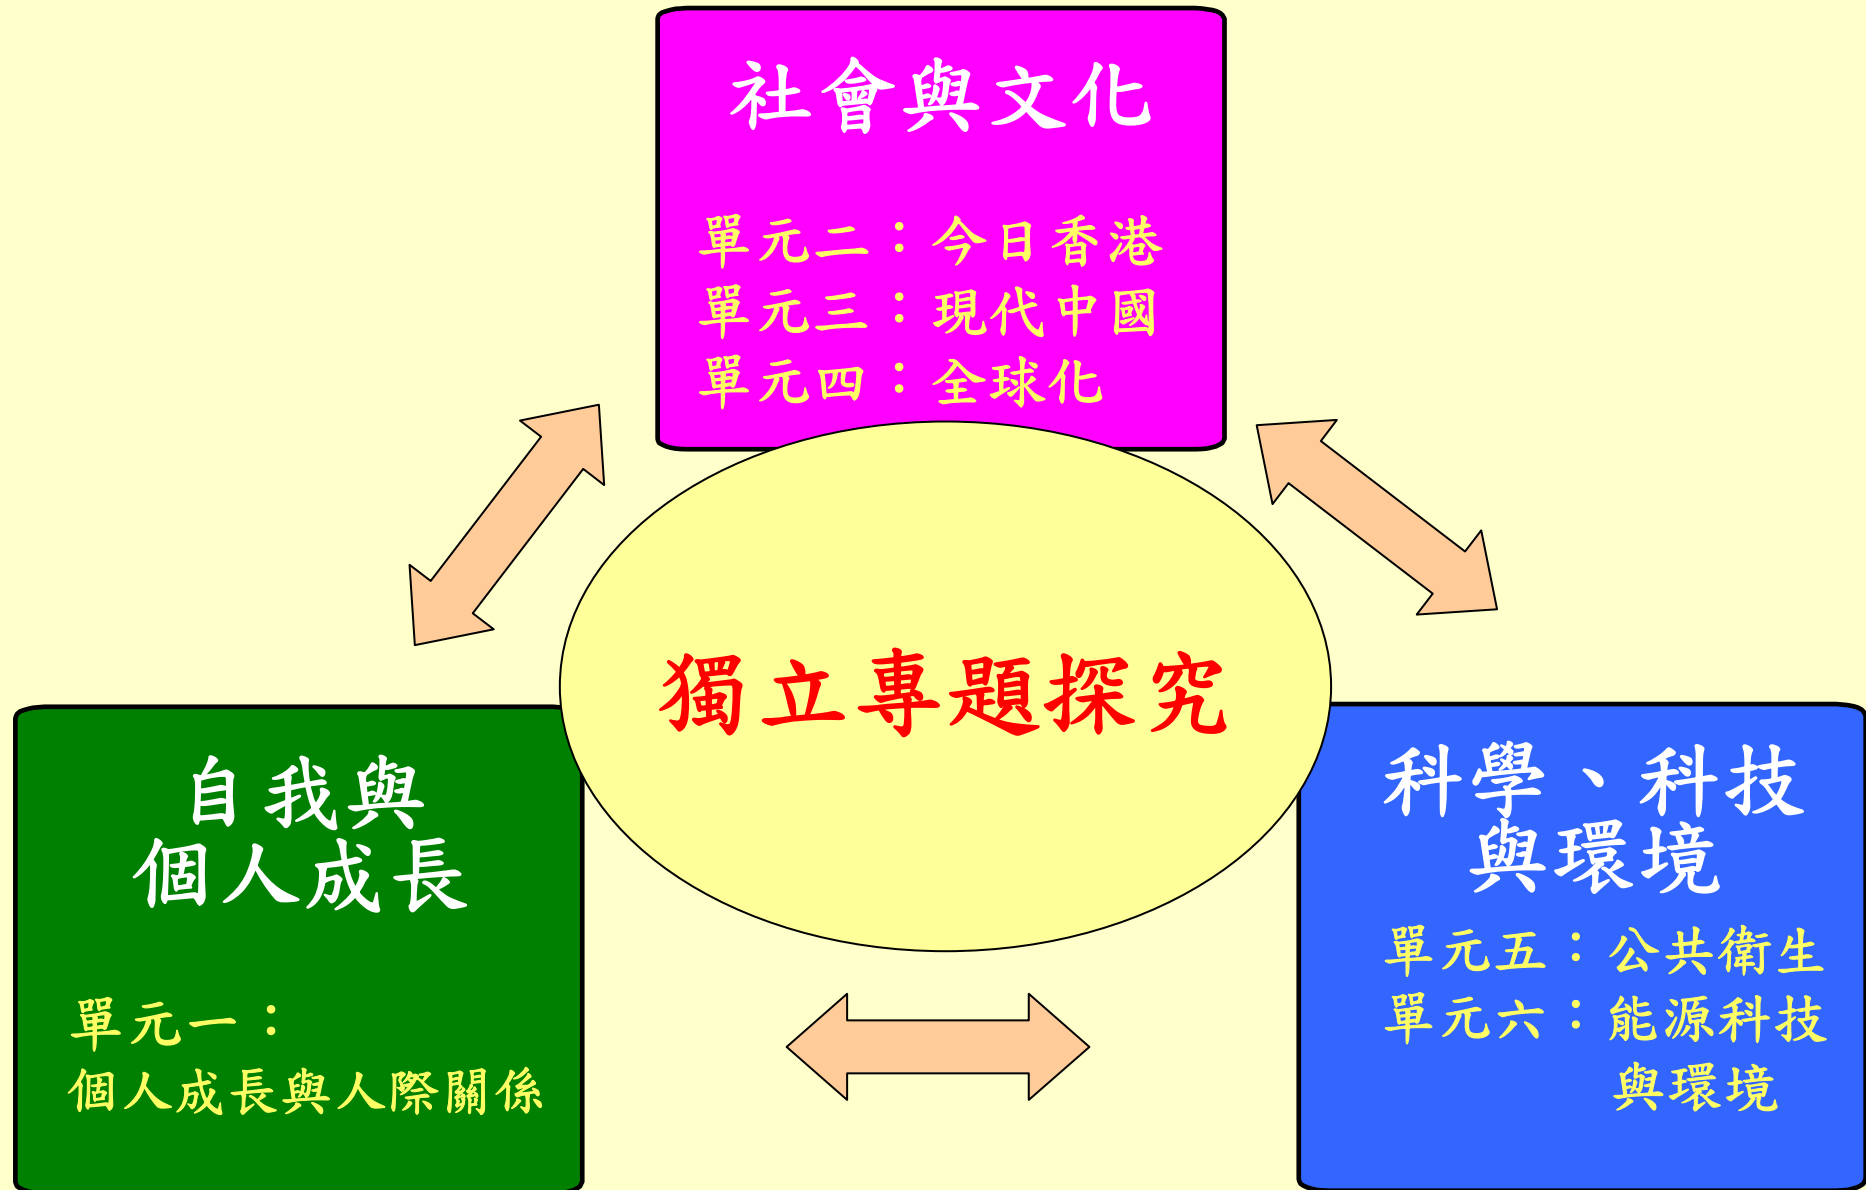 社會與文化
單元二：今日香港
單元三：現代中國
單元四：全球化
獨立專題探究
自我與
個人成長
單元一：
個人成長與人際關係
科學、科技
與環境
單元五：公共衛生
單元六：能源科技
與環境